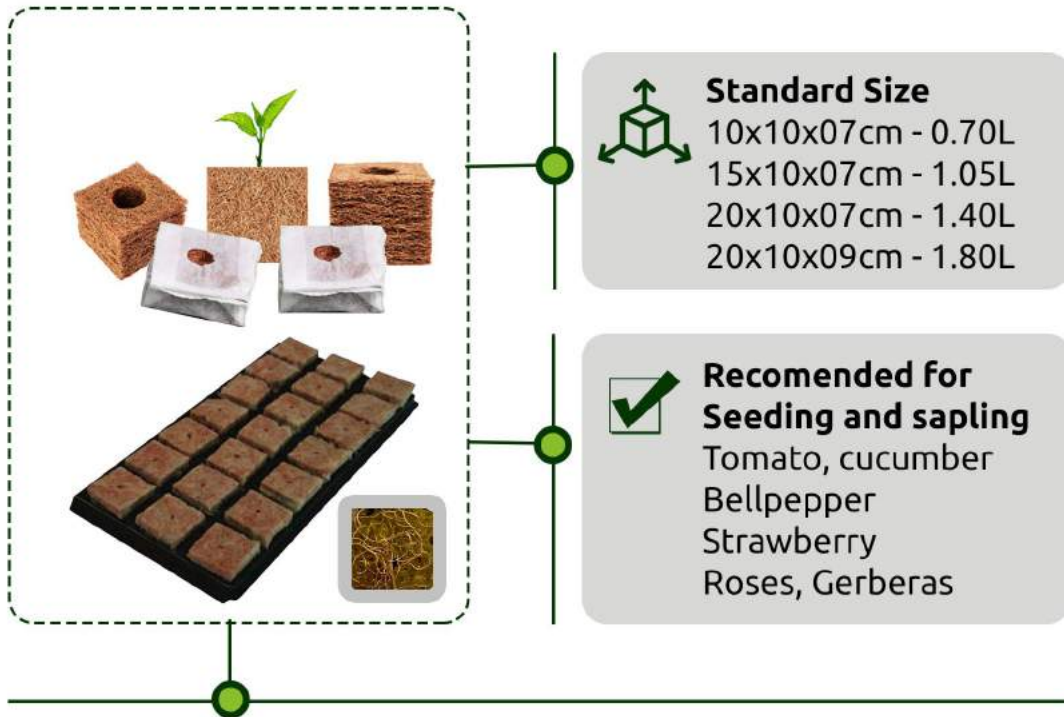 Standard Size
10x10x07cm - 0.70L
15x10x07cm - 1.05L
20x10x07cm - 1.40L
20x10x09cm - 1.80L
Recomended for
Seeding and sapling
Tomato, cucumber
Bellpepper
Strawberry
Roses, Gerberas